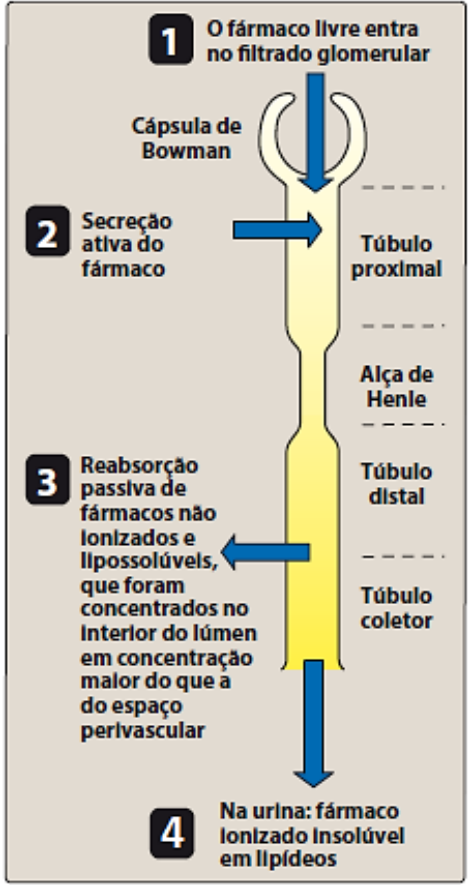 1
O fármaco livre entra
no filtrado glomerular
Cápsula de
Bowman
2
Secreção
ativa do
fármaco
Túbulo
proximal
Alça de
Henle
3
Reabsorção
passiva de
fármacos não
ionizados e
lipossolúveis,
que foram
concentrados no
interior do lúmen
em concentração
maior do que a
do espaço
perivascular
Túbulo
distal
Túbulo
coletor
4
Na urina: fármaco
ionizado insolúvel
em lipídeos